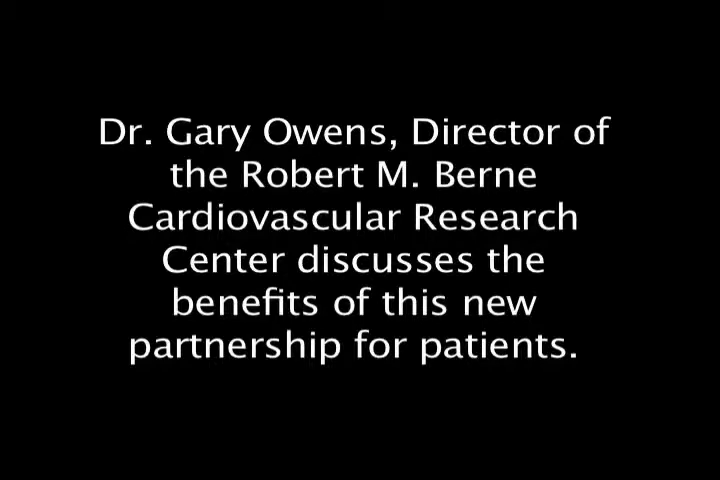 Dr. Gary Owens, Director of
the Robert M. Berne
Cardiovascular Research
Center discusses the
benefits of this new
partnership for patients.